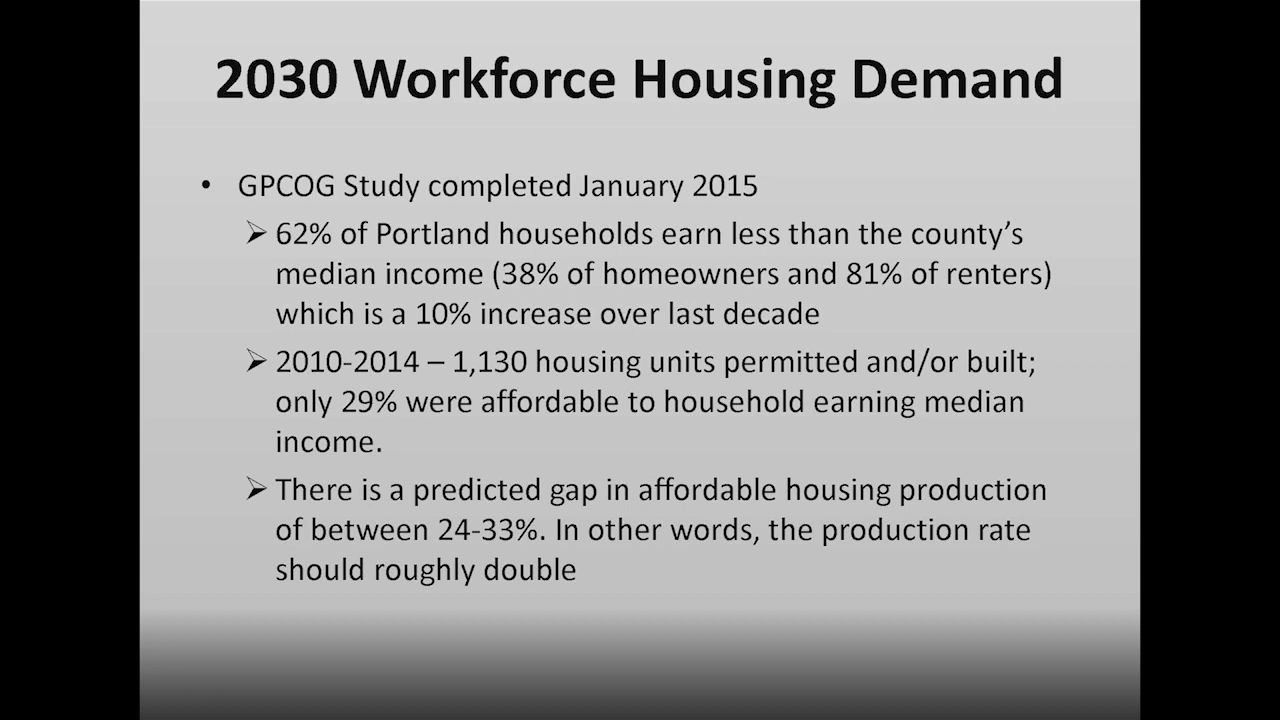 2030 Workforce Housing Demand
• GPCOG Study completed January 2015
➢ 62% of Portland households earn less than the county’s
median income (38% of homeowners and 81% of renters)
which is a 10% increase over last decade
➢ 2010-2014 – 1,130 housing units permitted and/or built;
only 29% were affordable to household earning median
income.
➢ There is a predicted gap in affordable housing production
of between 24-33%. In other words, the production rate
should roughly double